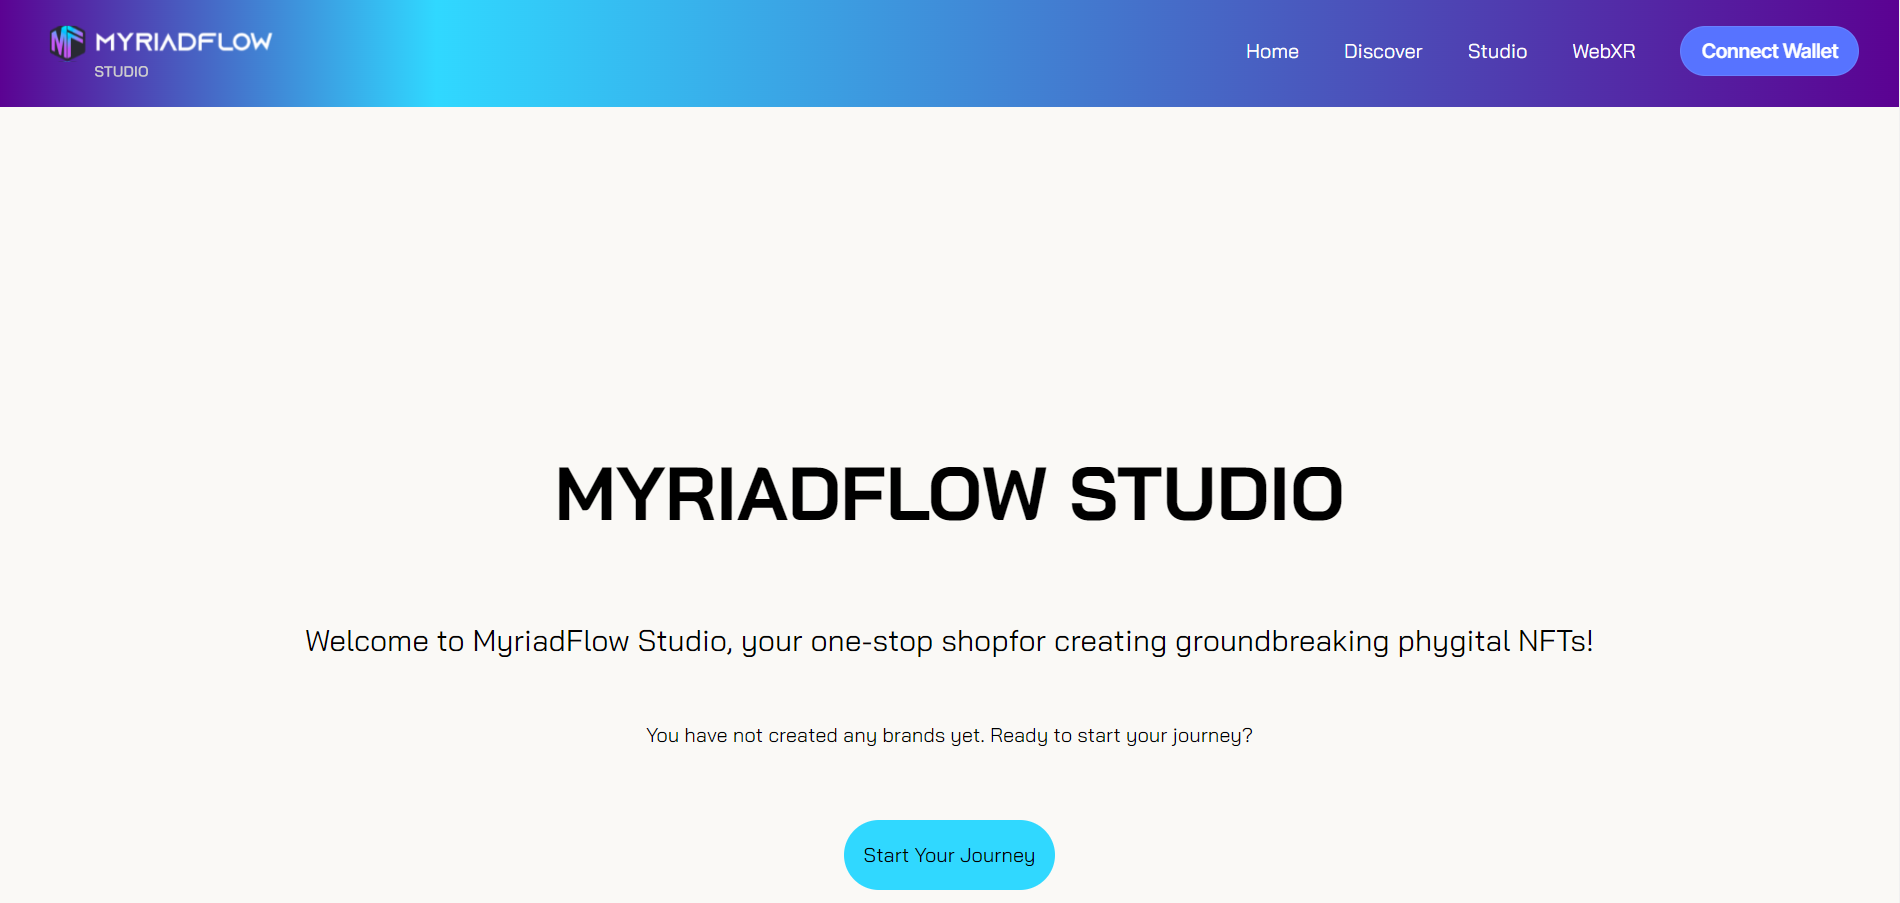 MYRIADFLOW
STUDIO
Home Discover Studio WebXR Connect Wallet
MYRIADFLOW STUDIO
Welcome to MyriadFlow Studio, your one-stop shopfor creating groundbreaking phygital NFTs!
You have not created any brands yet. Ready to start your journey?
Start Your Journey